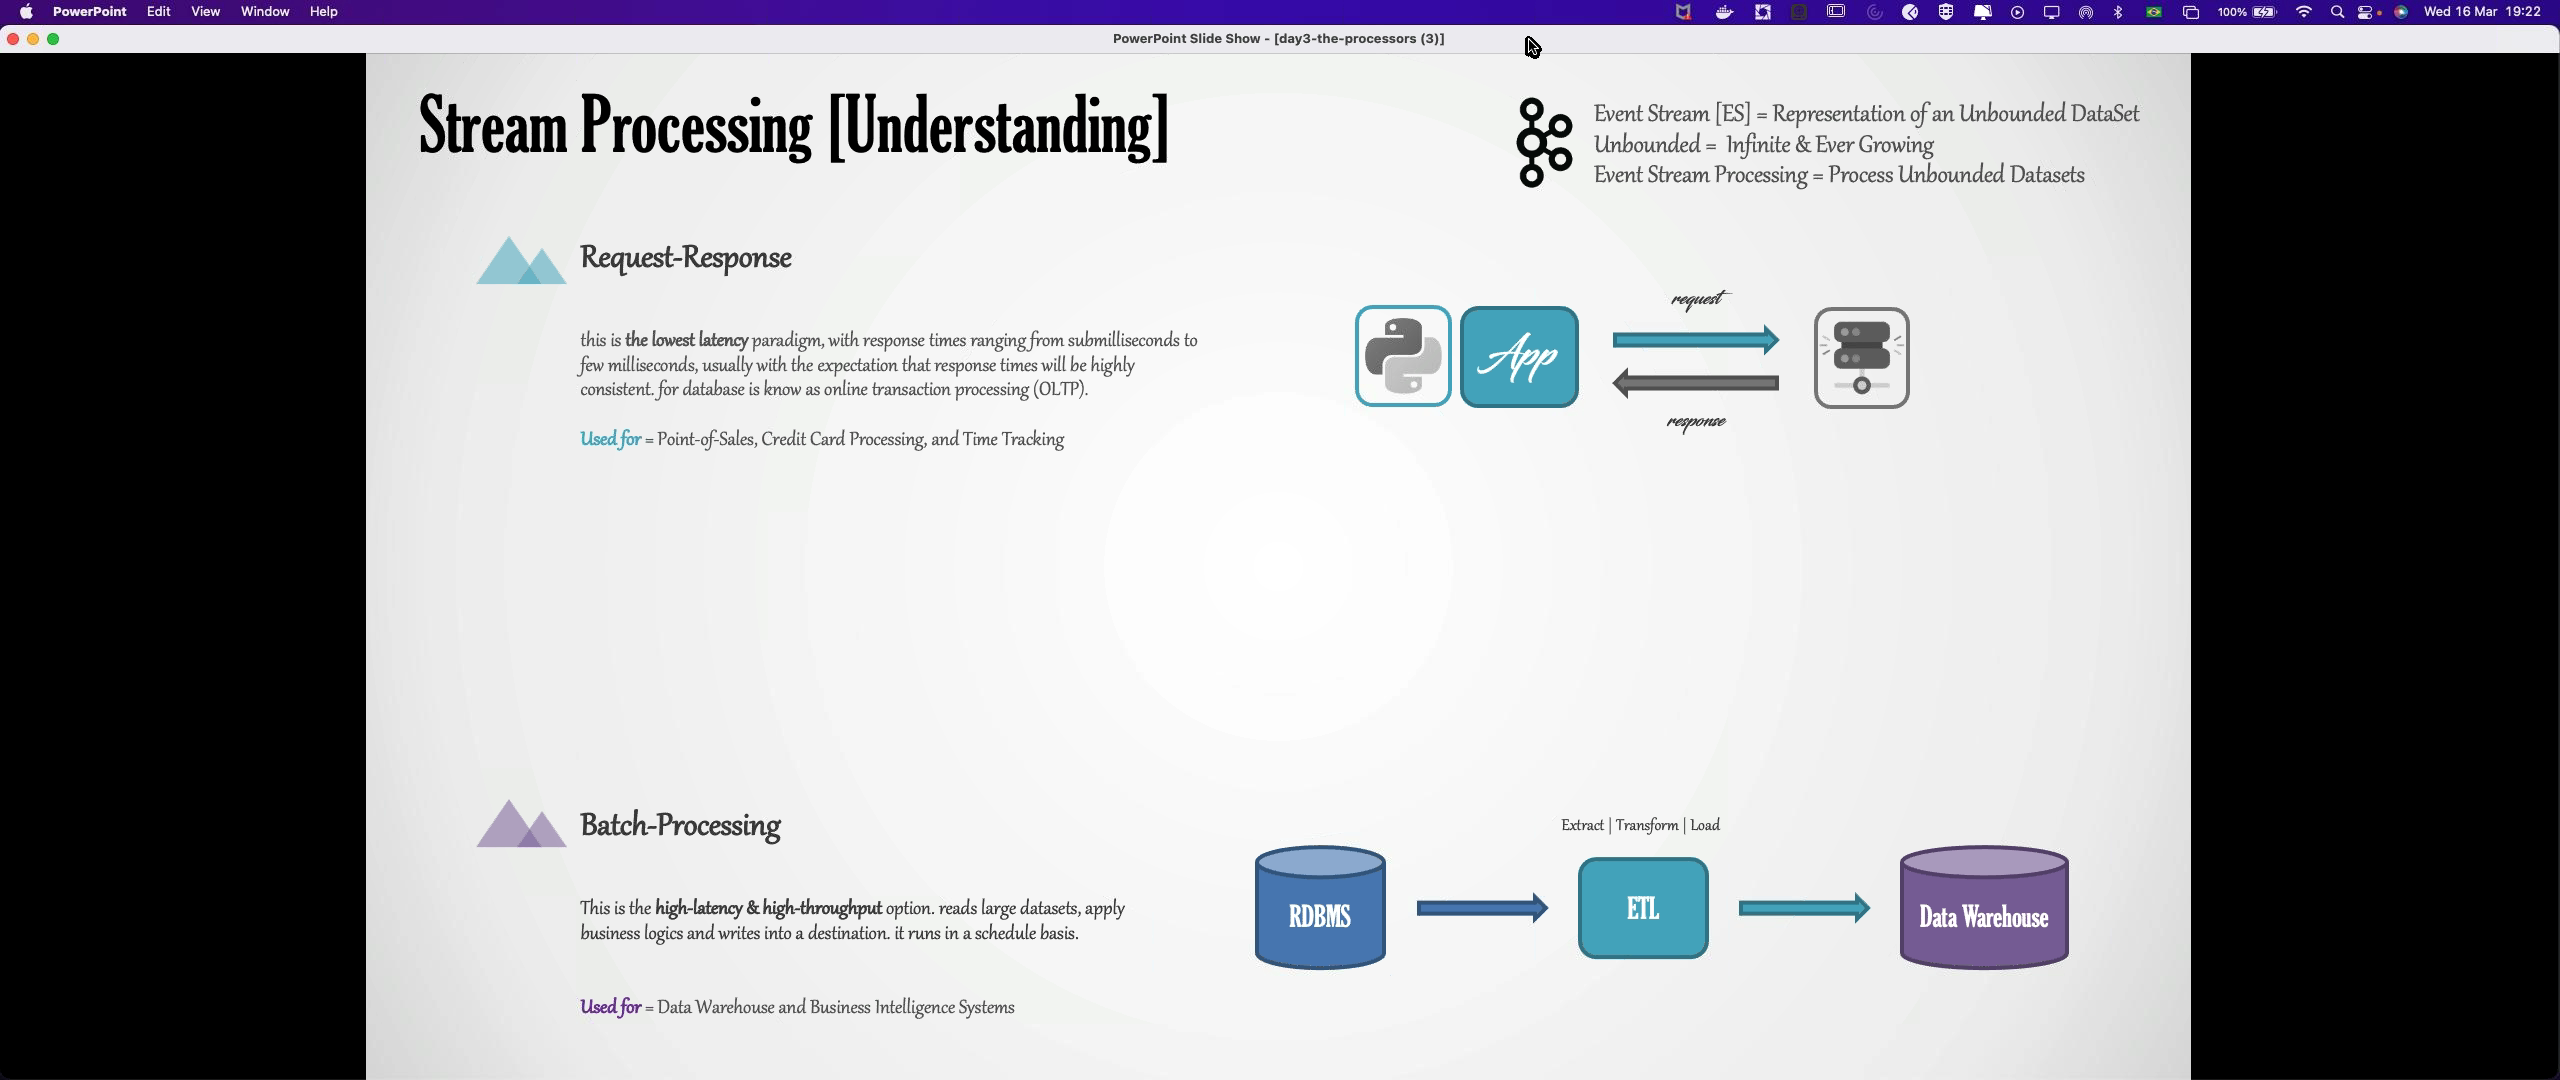 PowerPoint Edit View Window Help
100% Wed 16 Mar 19:22
PowerPoint Slide Show - [day3-the-processors (3)]
Stream Processing [Understanding]
Event Stream [ES] = Representation of an Unbounded DataSet
Unbounded = Infinite & Ever Growing
Event Stream Processing = Process Unbounded Datasets
Request-Response
this is the lowest latency paradigm, with response times ranging from submilliseconds to
few milliseconds, usually with the expectation that response times will be highly
consistent. for database is know as online transaction processing (OLTP).
Used for = Point-of-Sales, Credit Card Processing, and Time Tracking
App
request
response
Batch-Processing
This is the high-latency & high-throughput option. reads large datasets, apply
business logics and writes into a destination. it runs in a schedule basis.
Used for = Data Warehouse and Business Intelligence Systems
Extract | Transform | Load
RDBMS
ETL
Data Warehouse